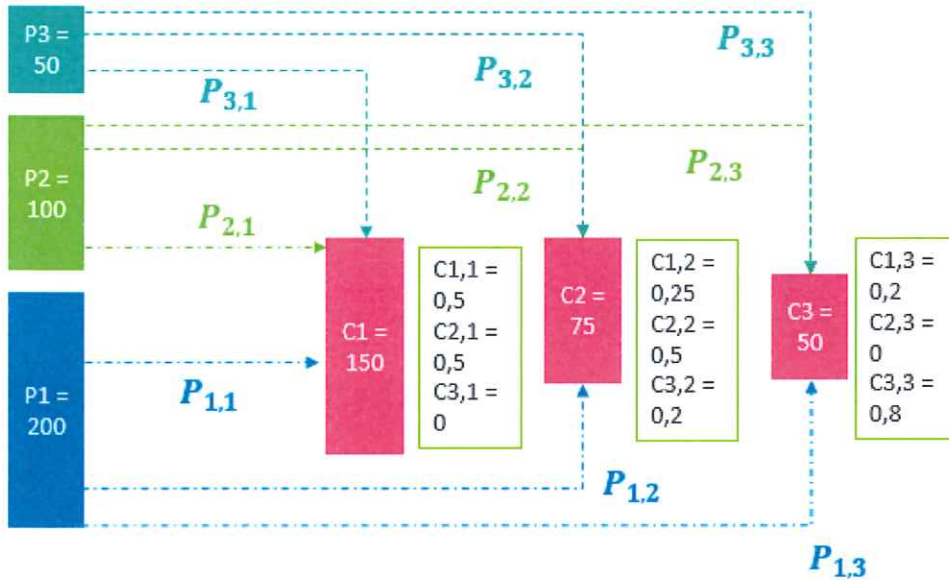 P3 =
50
P3,3
P3,2
P3,1
P2 =
100
P2,3
P2,2
P2,1
C1 =
150
C1,1 =
0,5
C2,1 =
0,5
C3,1 =
0
C2 =
75
C1,2 =
0,25
C2,2 =
0,5
C3,2 =
0,2
C3 =
50
C1,3 =
0,2
C2,3 =
0
C3,3 =
0,8
P1 =
200
P1,1
P1,2
P1,3